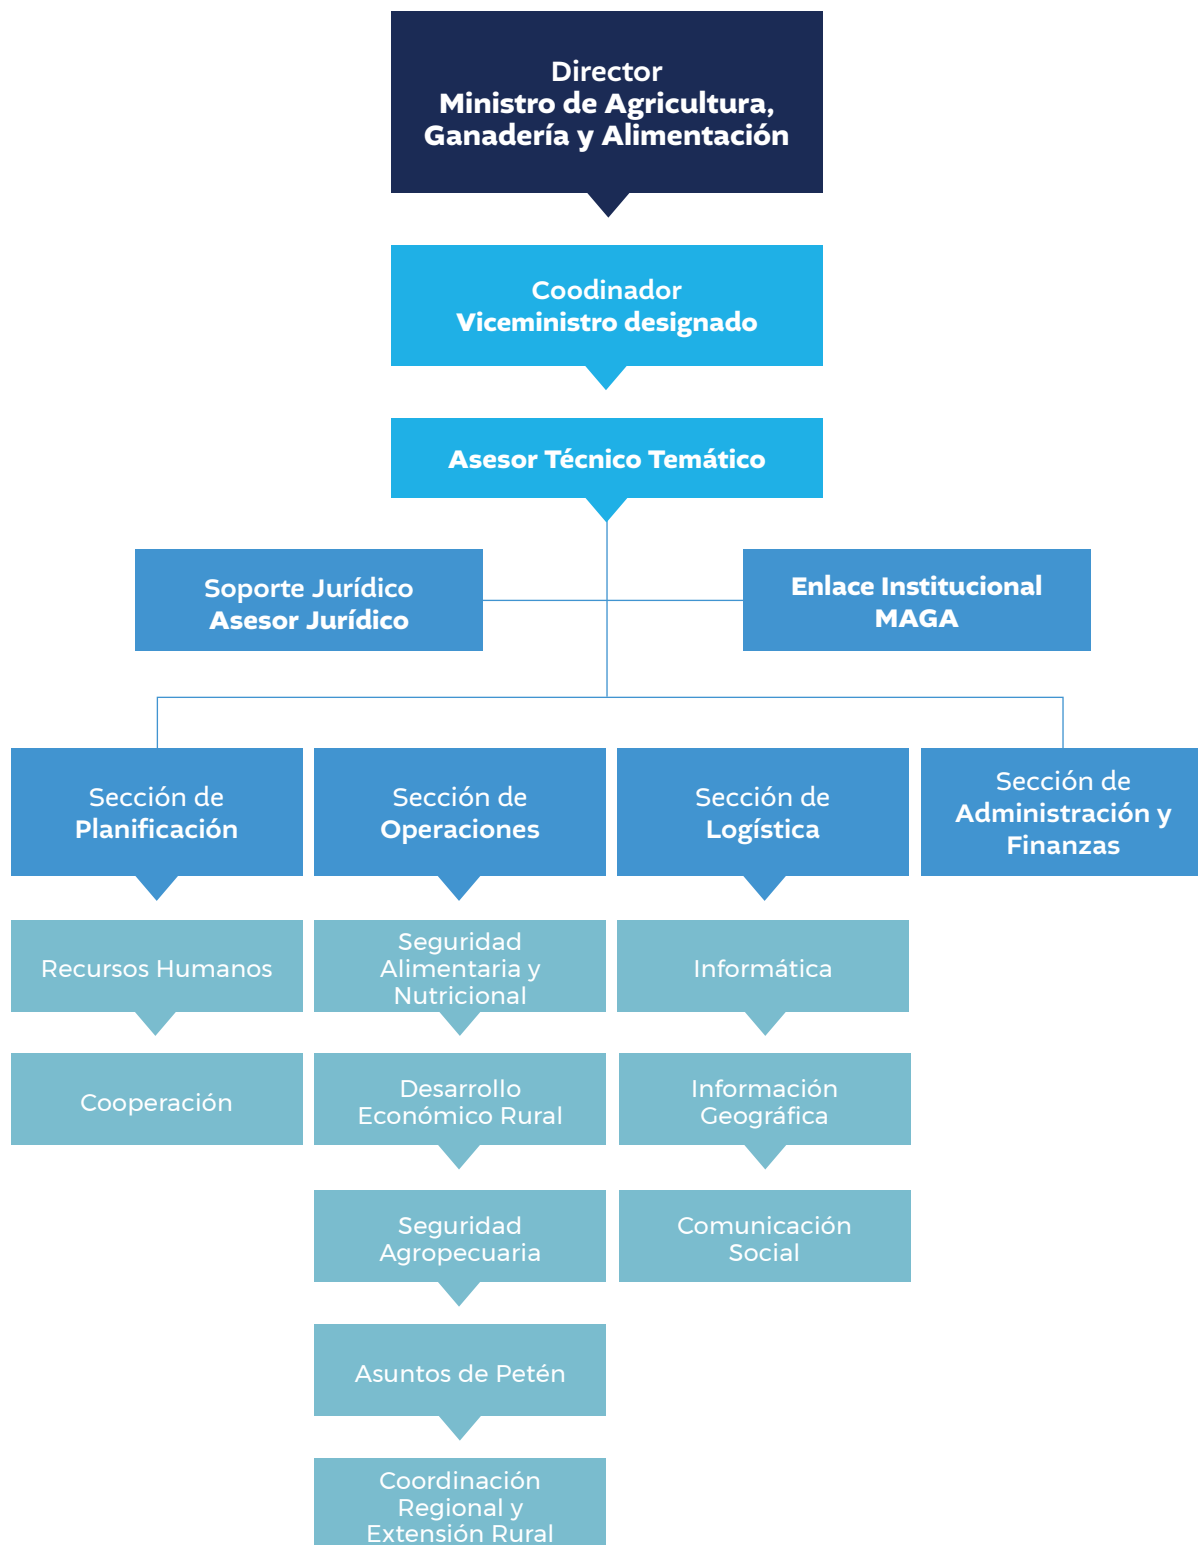 Director
Ministro de Agricultura,
Ganadería y Alimentación
Coodinador
Viceministro designado
Asesor Técnico Temático
Soporte Jurídico
Asesor Jurídico
Enlace Institucional
MAGA
Sección de
Planificación
Sección de
Operaciones
Sección de
Logística
Sección de
Administración y
Finanzas
Recursos Humanos
Seguridad
Alimentaria y
Nutricional
Informática
Cooperación
Desarrollo
Económico Rural
Información
Geográfica
Seguridad
Agropecuaria
Comunicación
Social
Asuntos de Petén
Coordinación
Regional y
Extensión Rural